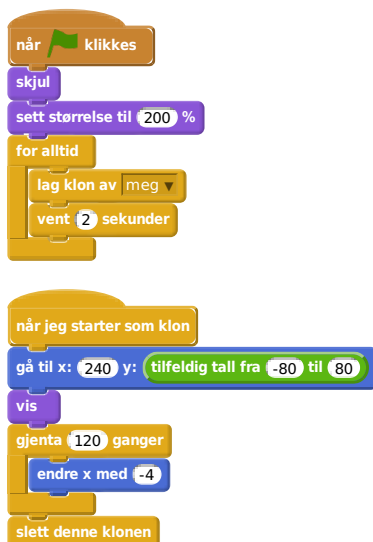 når klikkes
skjul
sett størrelse til 200 %
for alltid
lag klon av meg
vent 2 sekunder
når jeg starter som klon
gå til x: 240 y: tilfeldig tall fra -80 til 80
vis
gjenta 120 ganger
endre x med -4
slett denne klonen